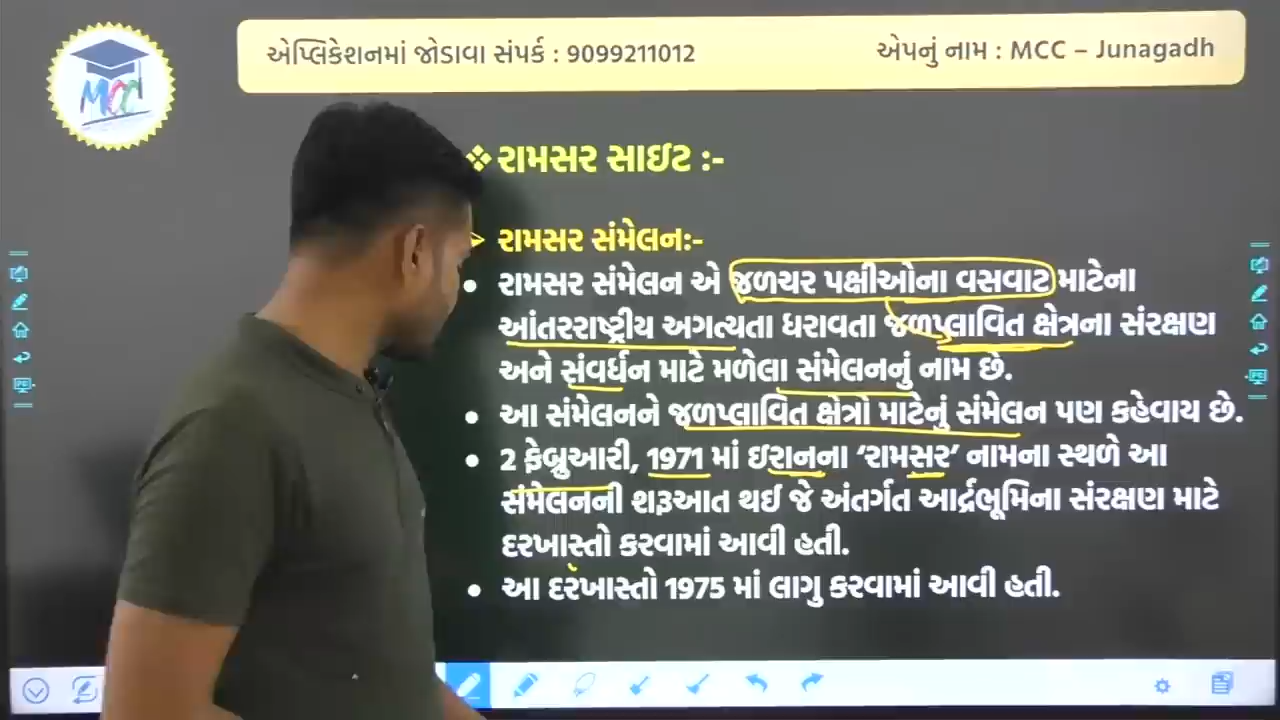 એપ્લિકેશનમાં જોડાવા સંપર્ક : 9099211012
એપનું નામ : MCC – Junagadh
MCC
❖ રામસર સાઇટ :-
રામસર સંમેલન:-
• રામસર સંમેલન એ જળચર પક્ષીઓના વસવાટ માટેના
આંતરરાષ્ટ્રીય અગત્યતા ધરાવતા જળપ્લાવિત ક્ષેત્રના સંરક્ષણ
અને સંવર્ધન માટે મળેલા સંમેલનનું નામ છે.
• આ સંમેલનને જળપ્લાવિત ક્ષેત્રો માટેનું સંમેલન પણ કહેવાય છે.
• 2 ફેબ્રુઆરી, 1971 માં ઇરાનના ‘રામસર’ નામના સ્થળે આ
સંમેલનની શરૂઆત થઇ જે અંતર્ગત આર્દ્રભૂમિના સંરક્ષણ માટે
દરખાસ્તો કરવામાં આવી હતી.
• આ દરખાસ્તો 1975 માં લાગુ કરવામાં આવી હતી.